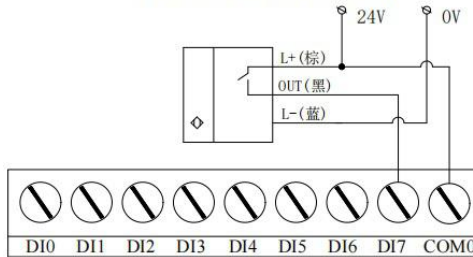 24V 0V
L+(棕)
OUT(黑)
L-(蓝)
DI0 DI1 DI2 DI3 DI4 DI5 DI6 DI7 COM0